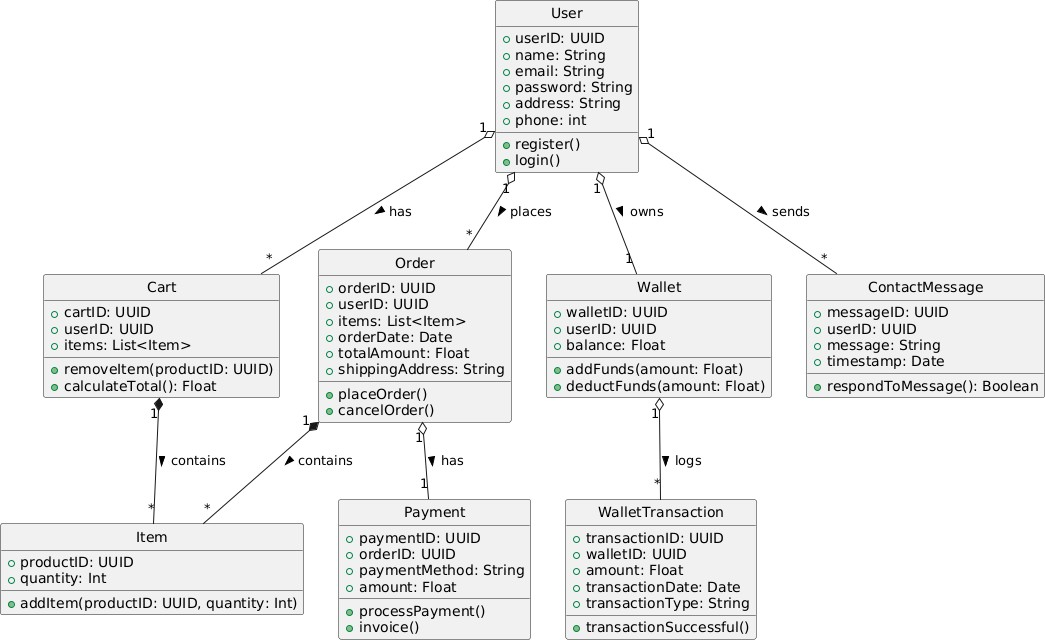 User
userID: UUID
name: String
email: String
password: String
address: String
phone: int
register()
login()
1
1
1
1
has
places
owns
sends
*
*
1
*
Cart
cartID: UUID
userID: UUID
items: List<Item>
removeItem(productID: UUID)
calculateTotal(): Float
Order
orderID: UUID
userID: UUID
items: List<Item>
orderDate: Date
totalAmount: Float
shippingAddress: String
placeOrder()
cancelOrder()
Wallet
walletID: UUID
userID: UUID
balance: Float
addFunds(amount: Float)
deductFunds(amount: Float)
ContactMessage
messageID: UUID
userID: UUID
message: String
timestamp: Date
respondToMessage(): Boolean
1
1
1
1
contains
contains
has
logs
*
*
1
*
Item
productID: UUID
quantity: Int
addItem(productID: UUID, quantity: Int)
Payment
paymentID: UUID
orderID: UUID
paymentMethod: String
amount: Float
processPayment()
invoice()
WalletTransaction
transactionID: UUID
walletID: UUID
amount: Float
transactionDate: Date
transactionType: String
transactionSuccessful()